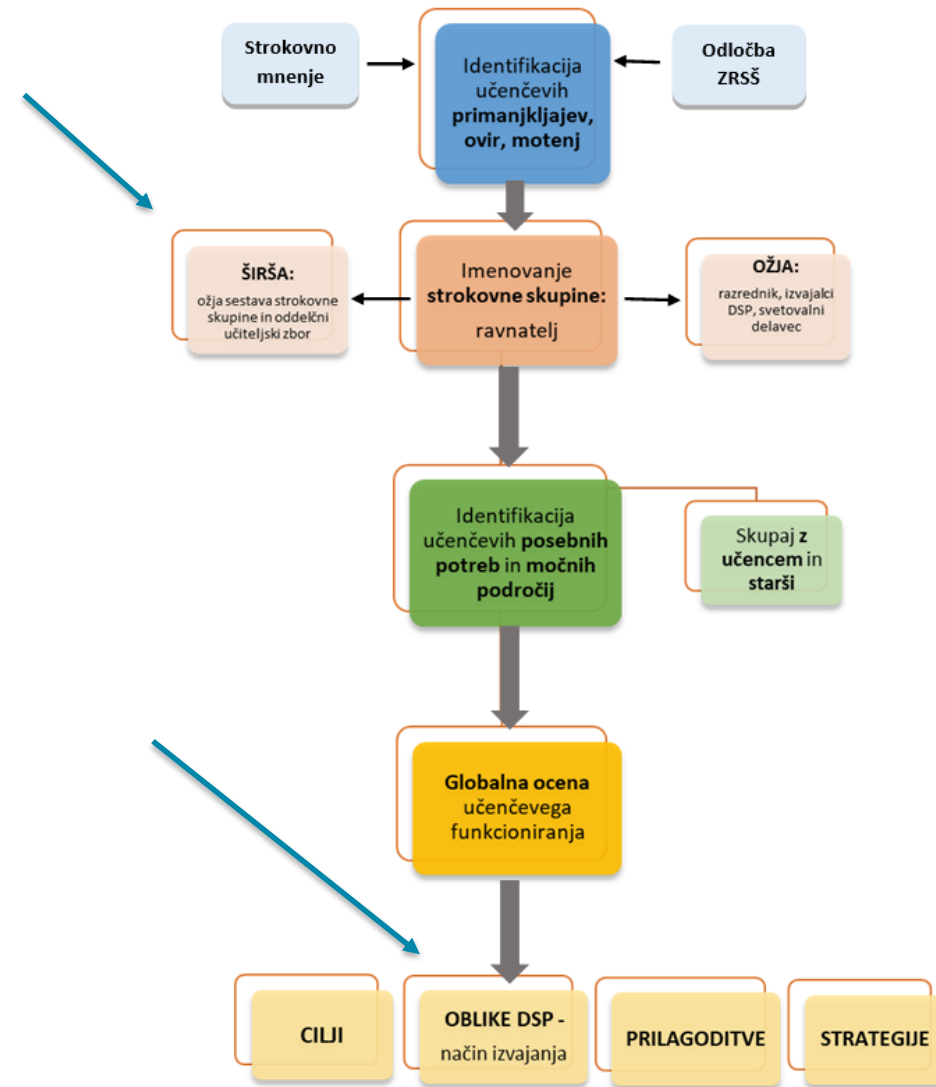 Strokovno
mnenje
Identifikacija
učenčevih
primanjkljajev,
ovir, motenj
Odločba
ZRSŠ
ŠIRŠA:
ožja sestava strokovne
skupine in oddelčni
učiteljski zbor
Imenovanje
strokovne skupine:
ravnatelj
OŽJA:
razrednik, izvajalci
DSP, svetovalni
delavec
Identifikacija
učenčevih posebnih
potreb in močnih
področij
Skupaj z
učencem in
starši
Globalna ocena
učenčevega
funkcioniranja
CILJI
OBLIKE DSP -
način izvajanja
PRILAGODITVE
STRATEGIJE